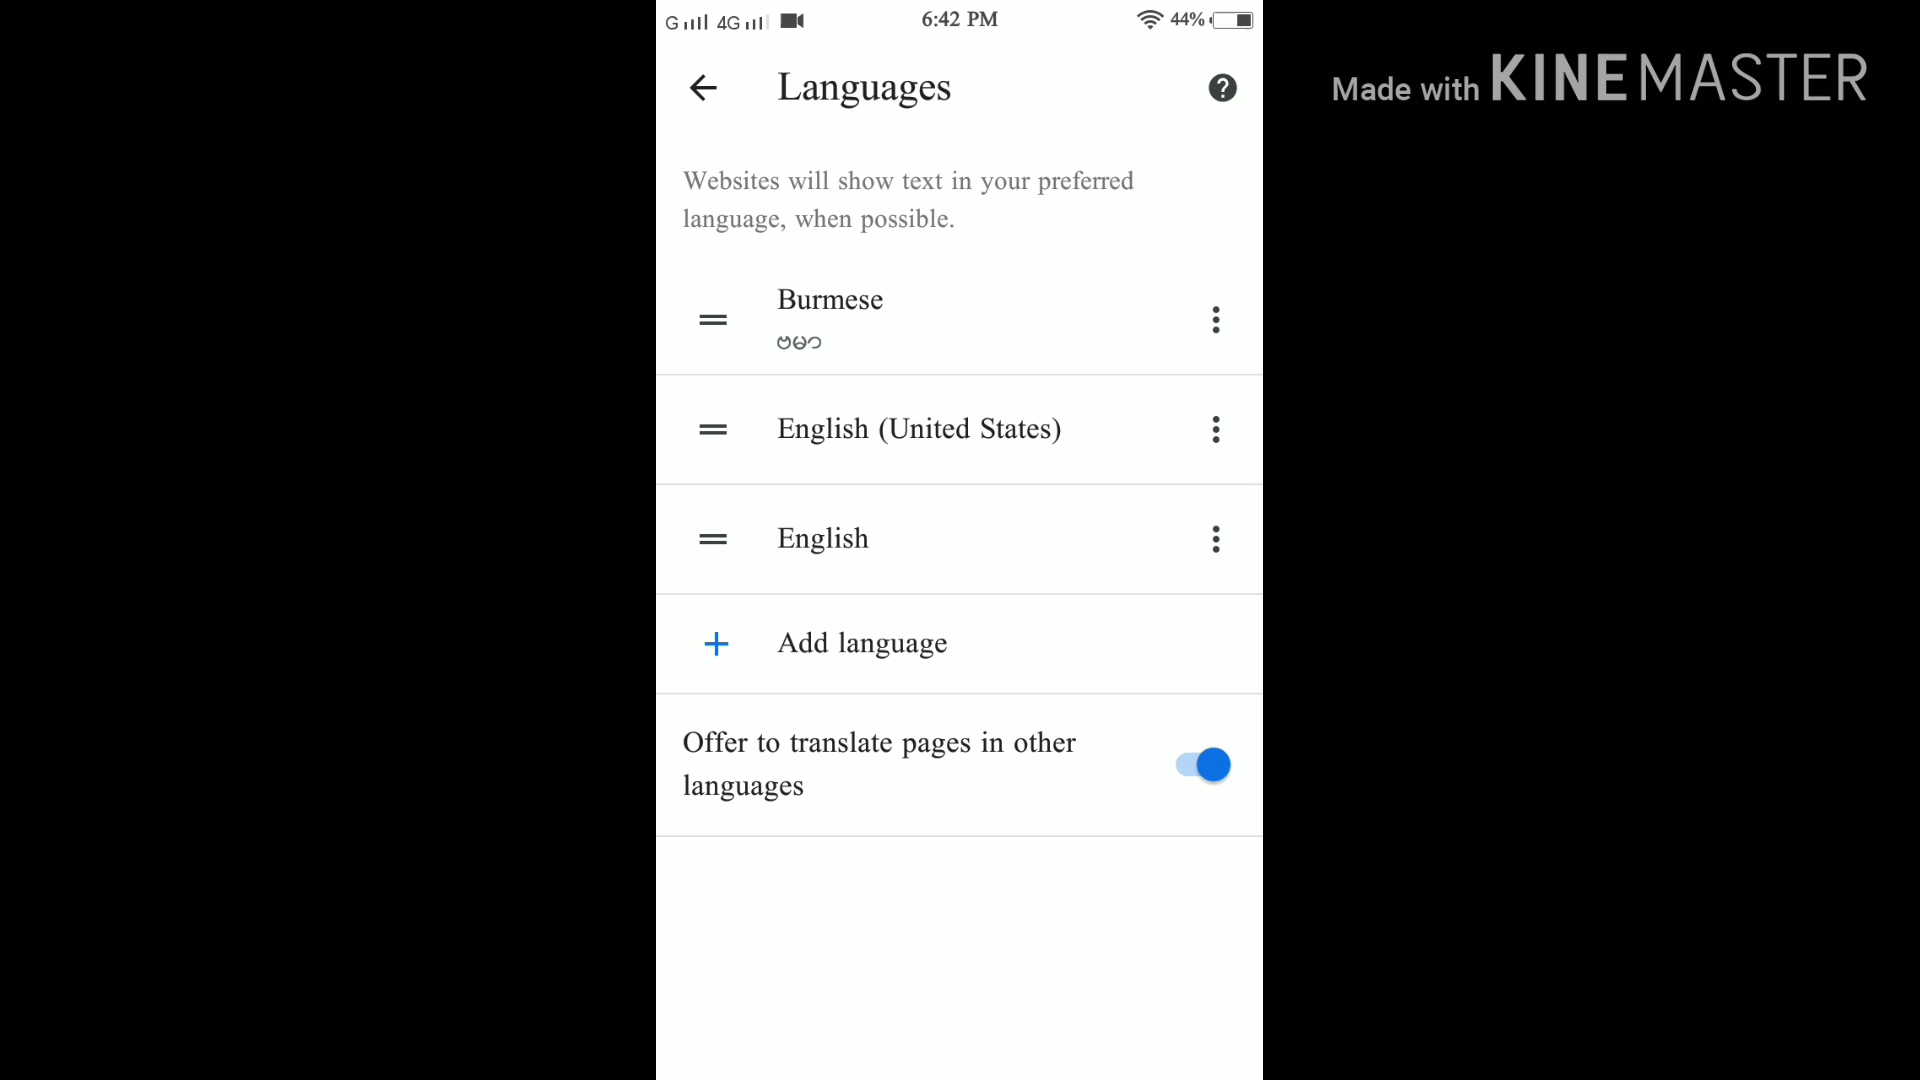 G 4G 6:42 PM 44%
Made with KINEMASTER
Languages
Websites will show text in your preferred
language, when possible.
Burmese
ဗမာ
English (United States)
English
Add language
Offer to translate pages in other
languages